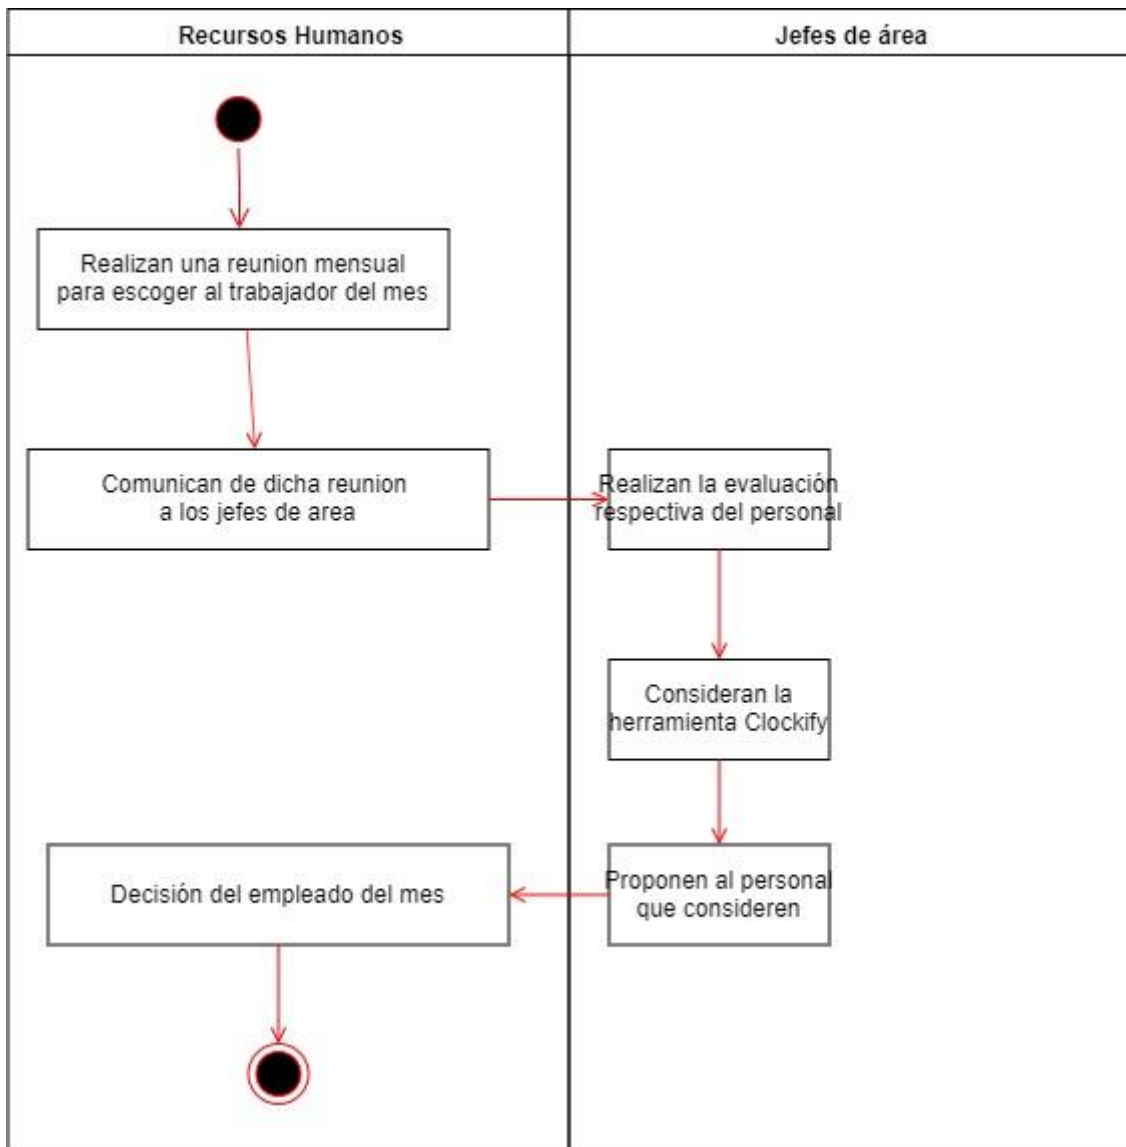 Recursos Humanos
Jefes de área
Realizan una reunion mensual
para escoger al trabajador del mes
Comunican de dicha reunion
a los jefes de area
Realizan la evaluación
respectiva del personal
Consideran la
herramienta Clockify
Proponen al personal
que consideren
Decisión del empleado del mes